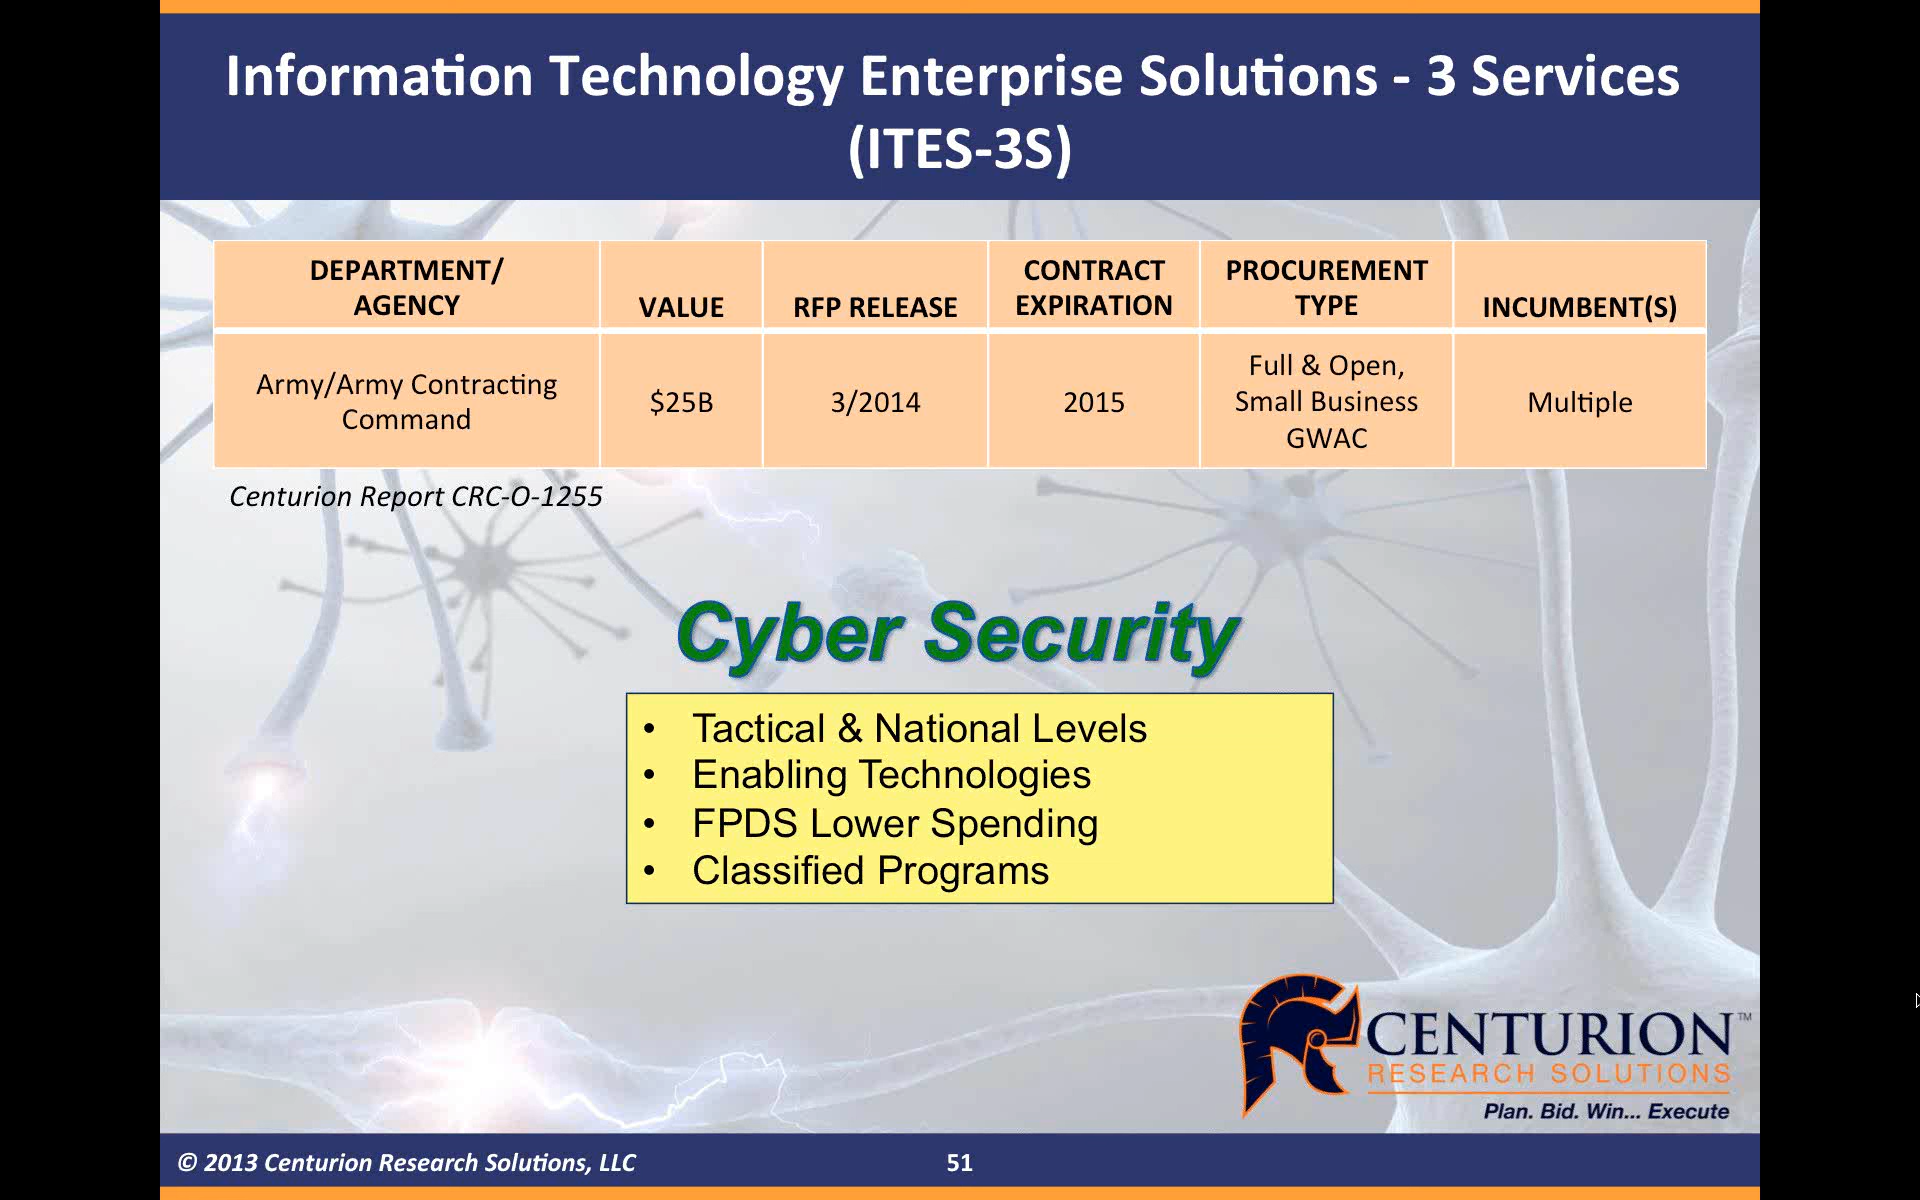 Information Technology Enterprise Solutions - 3 Services
(ITES-3S)
DEPARTMENT/
AGENCY
VALUE
RFP RELEASE
CONTRACT
EXPIRATION
PROCUREMENT
TYPE
INCUMBENT(S)
Army/Army Contracting
Command
$25B
3/2014
2015
Full & Open,
Small Business
GWAC
Multiple
Centurion Report CRC-O-1255
Cyber Security
• Tactical & National Levels
• Enabling Technologies
• FPDS Lower Spending
• Classified Programs
CENTURION™
RESEARCH SOLUTIONS
Plan. Bid. Win... Execute
© 2013 Centurion Research Solutions, LLC
51